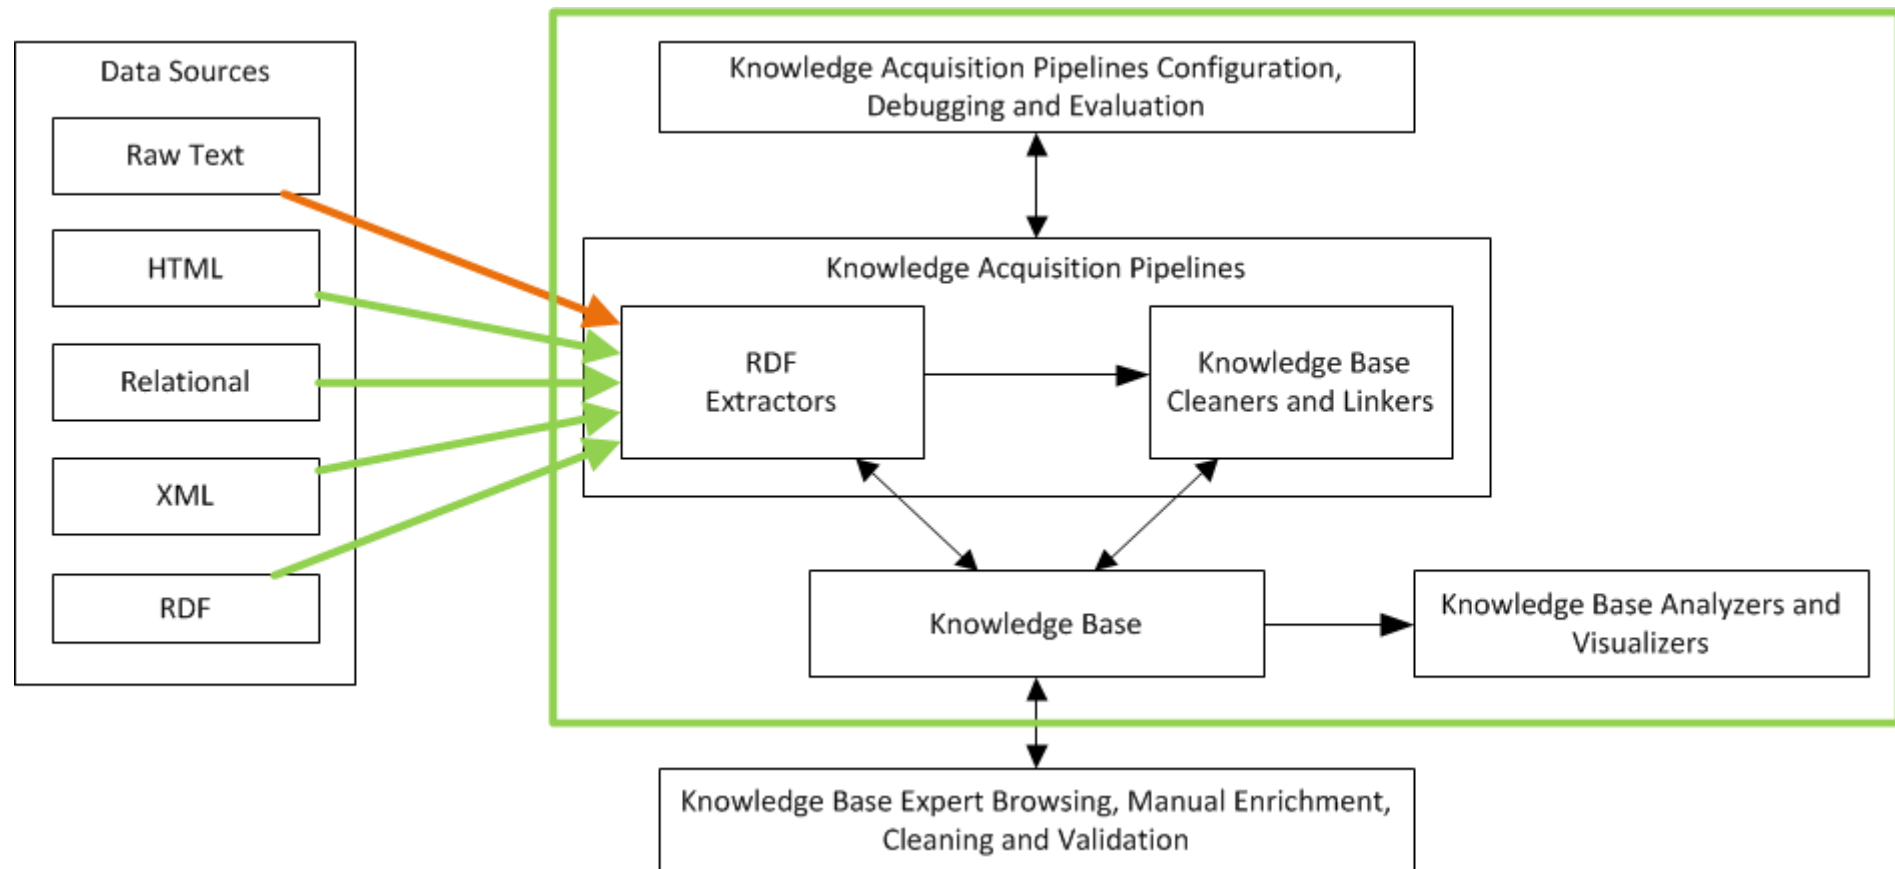 Data Sources
Raw Text
HTML
Relational
XML
RDF
Knowledge Acquisition Pipelines Configuration,
Debugging and Evaluation
Knowledge Acquisition Pipelines
RDF
Extractors
Knowledge Base
Cleaners and Linkers
Knowledge Base
Knowledge Base Analyzers and
Visualizers
Knowledge Base Expert Browsing, Manual Enrichment,
Cleaning and Validation